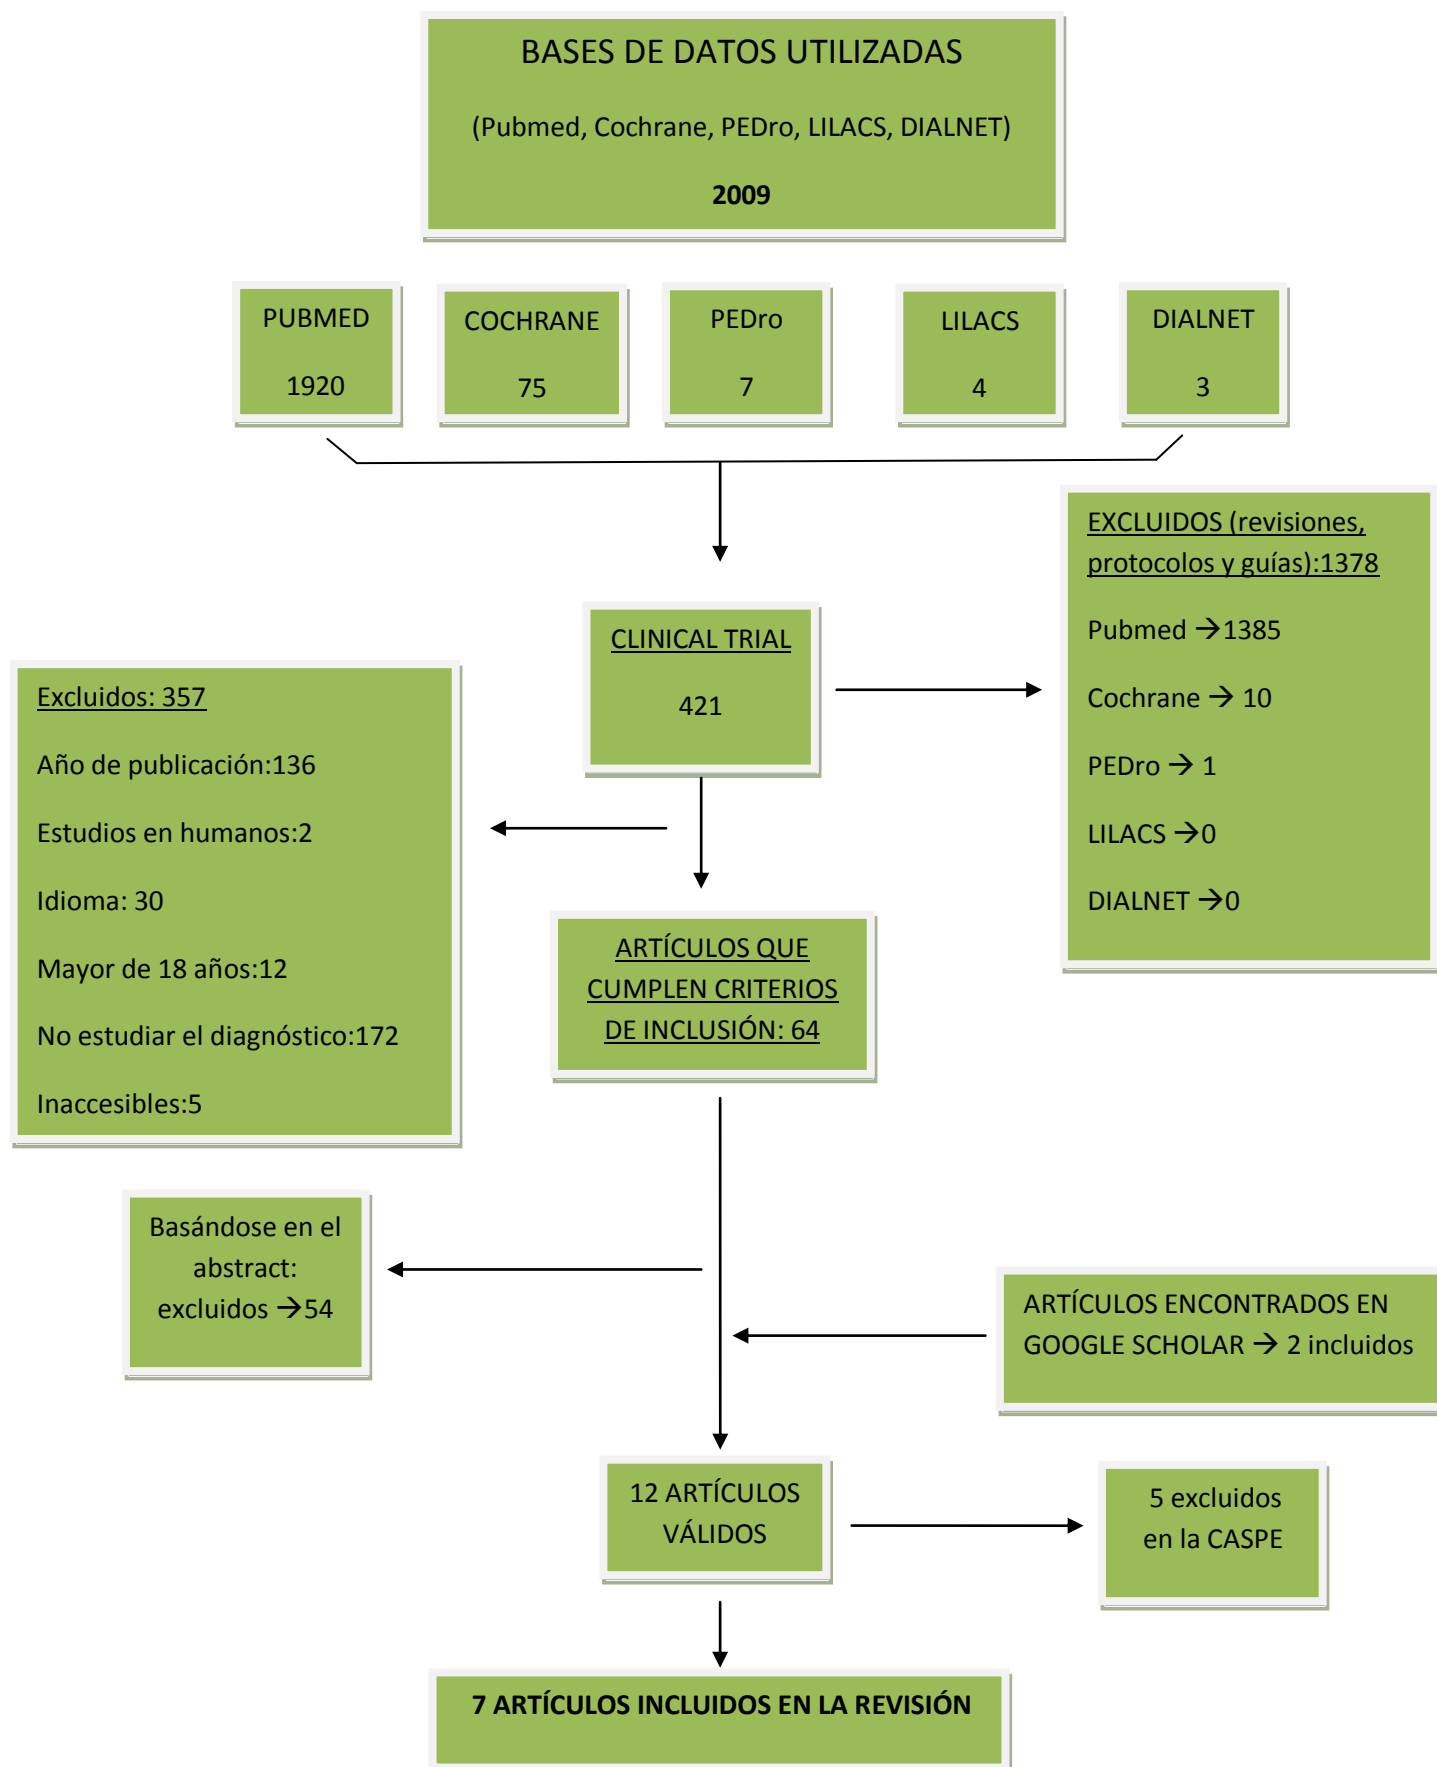 BASES DE DATOS UTILIZADAS
(Pubmed, Cochrane, PEDro, LILACS, DIALNET)
2009
PUBMED
1920
COCHRANE
75
PEDro
7
LILACS
4
DIALNET
3
EXCLUIDOS (revisiones,
protocolos y guías):1378
Pubmed →1385
Cochrane → 10
PEDro → 1
LILACS →0
DIALNET →0
CLINICAL TRIAL
421
Excluidos: 357
Año de publicación:136
Estudios en humanos:2
Idioma: 30
Mayor de 18 años:12
No estudiar el diagnóstico:172
Inaccesibles:5
ARTÍCULOS QUE
CUMPLEN CRITERIOS
DE INCLUSIÓN: 64
Basándose en el
abstract:
excluidos →54
ARTÍCULOS ENCONTRADOS EN
GOOGLE SCHOLAR → 2 incluidos
12 ARTÍCULOS
VÁLIDOS
5 excluidos
en la CASPE
7 ARTÍCULOS INCLUIDOS EN LA REVISIÓN